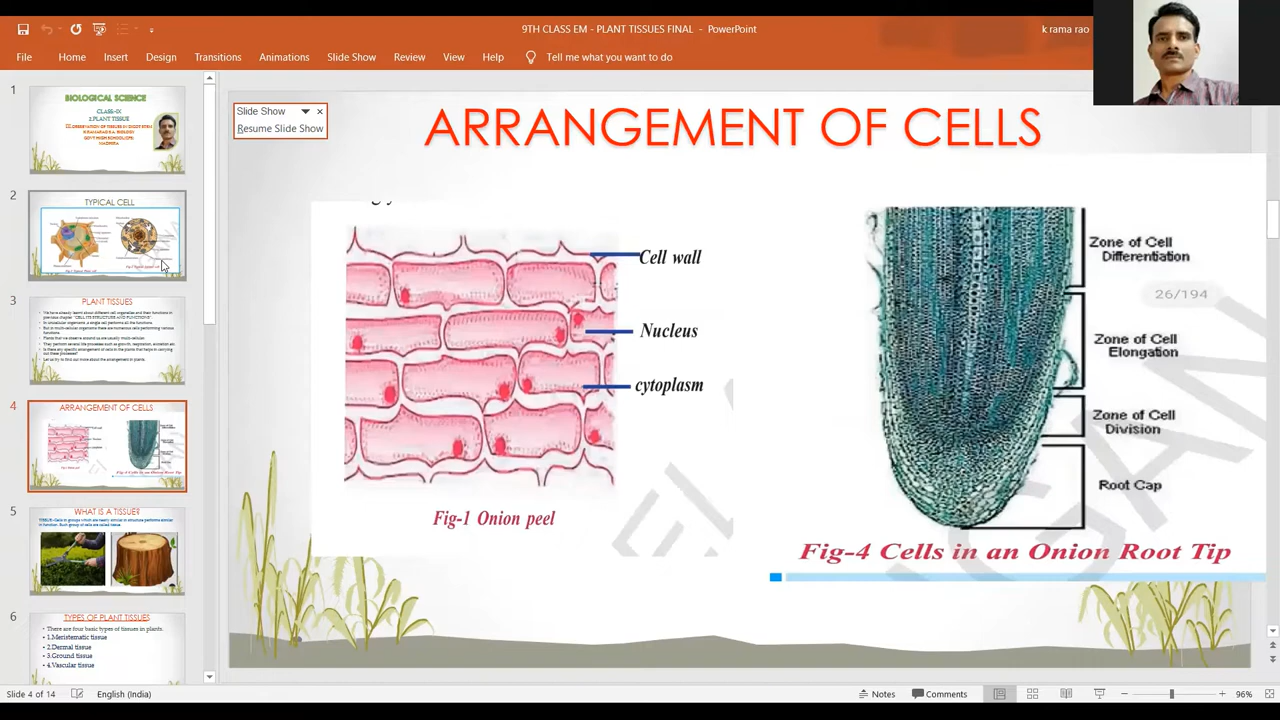 9TH CLASS EM - PLANT TISSUES FINAL - PowerPoint
k rama rao
File Home Insert Design Transitions Animations Slide Show Review View Help Tell me what you want to do
1
BIOLOGICAL SCIENCE
CLASS-IX
2.PLANT TISSUE
2
TYPICAL CELL
3
PLANT TISSUES
4
ARRANGEMENT OF CELLS
5
WHAT IS A TISSUE?
6
TYPES OF PLANT TISSUES
There are four basic types of tissues in plants.
1.Meristematic tissue
2.Dermal tissue
3.Ground tissue
4.Vascular tissue
Slide Show
Resume Slide Show
ARRANGEMENT OF CELLS
Cell wall
Nucleus
cytoplasm
Fig-1 Onion peel
Zone of Cell
Differentiation
26/194
Zone of Cell
Elongation
Zone of Cell
Division
Root Cap
Fig-4 Cells in an Onion Root Tip
Slide 4 of 14
English (India)
Notes
Comments
96%